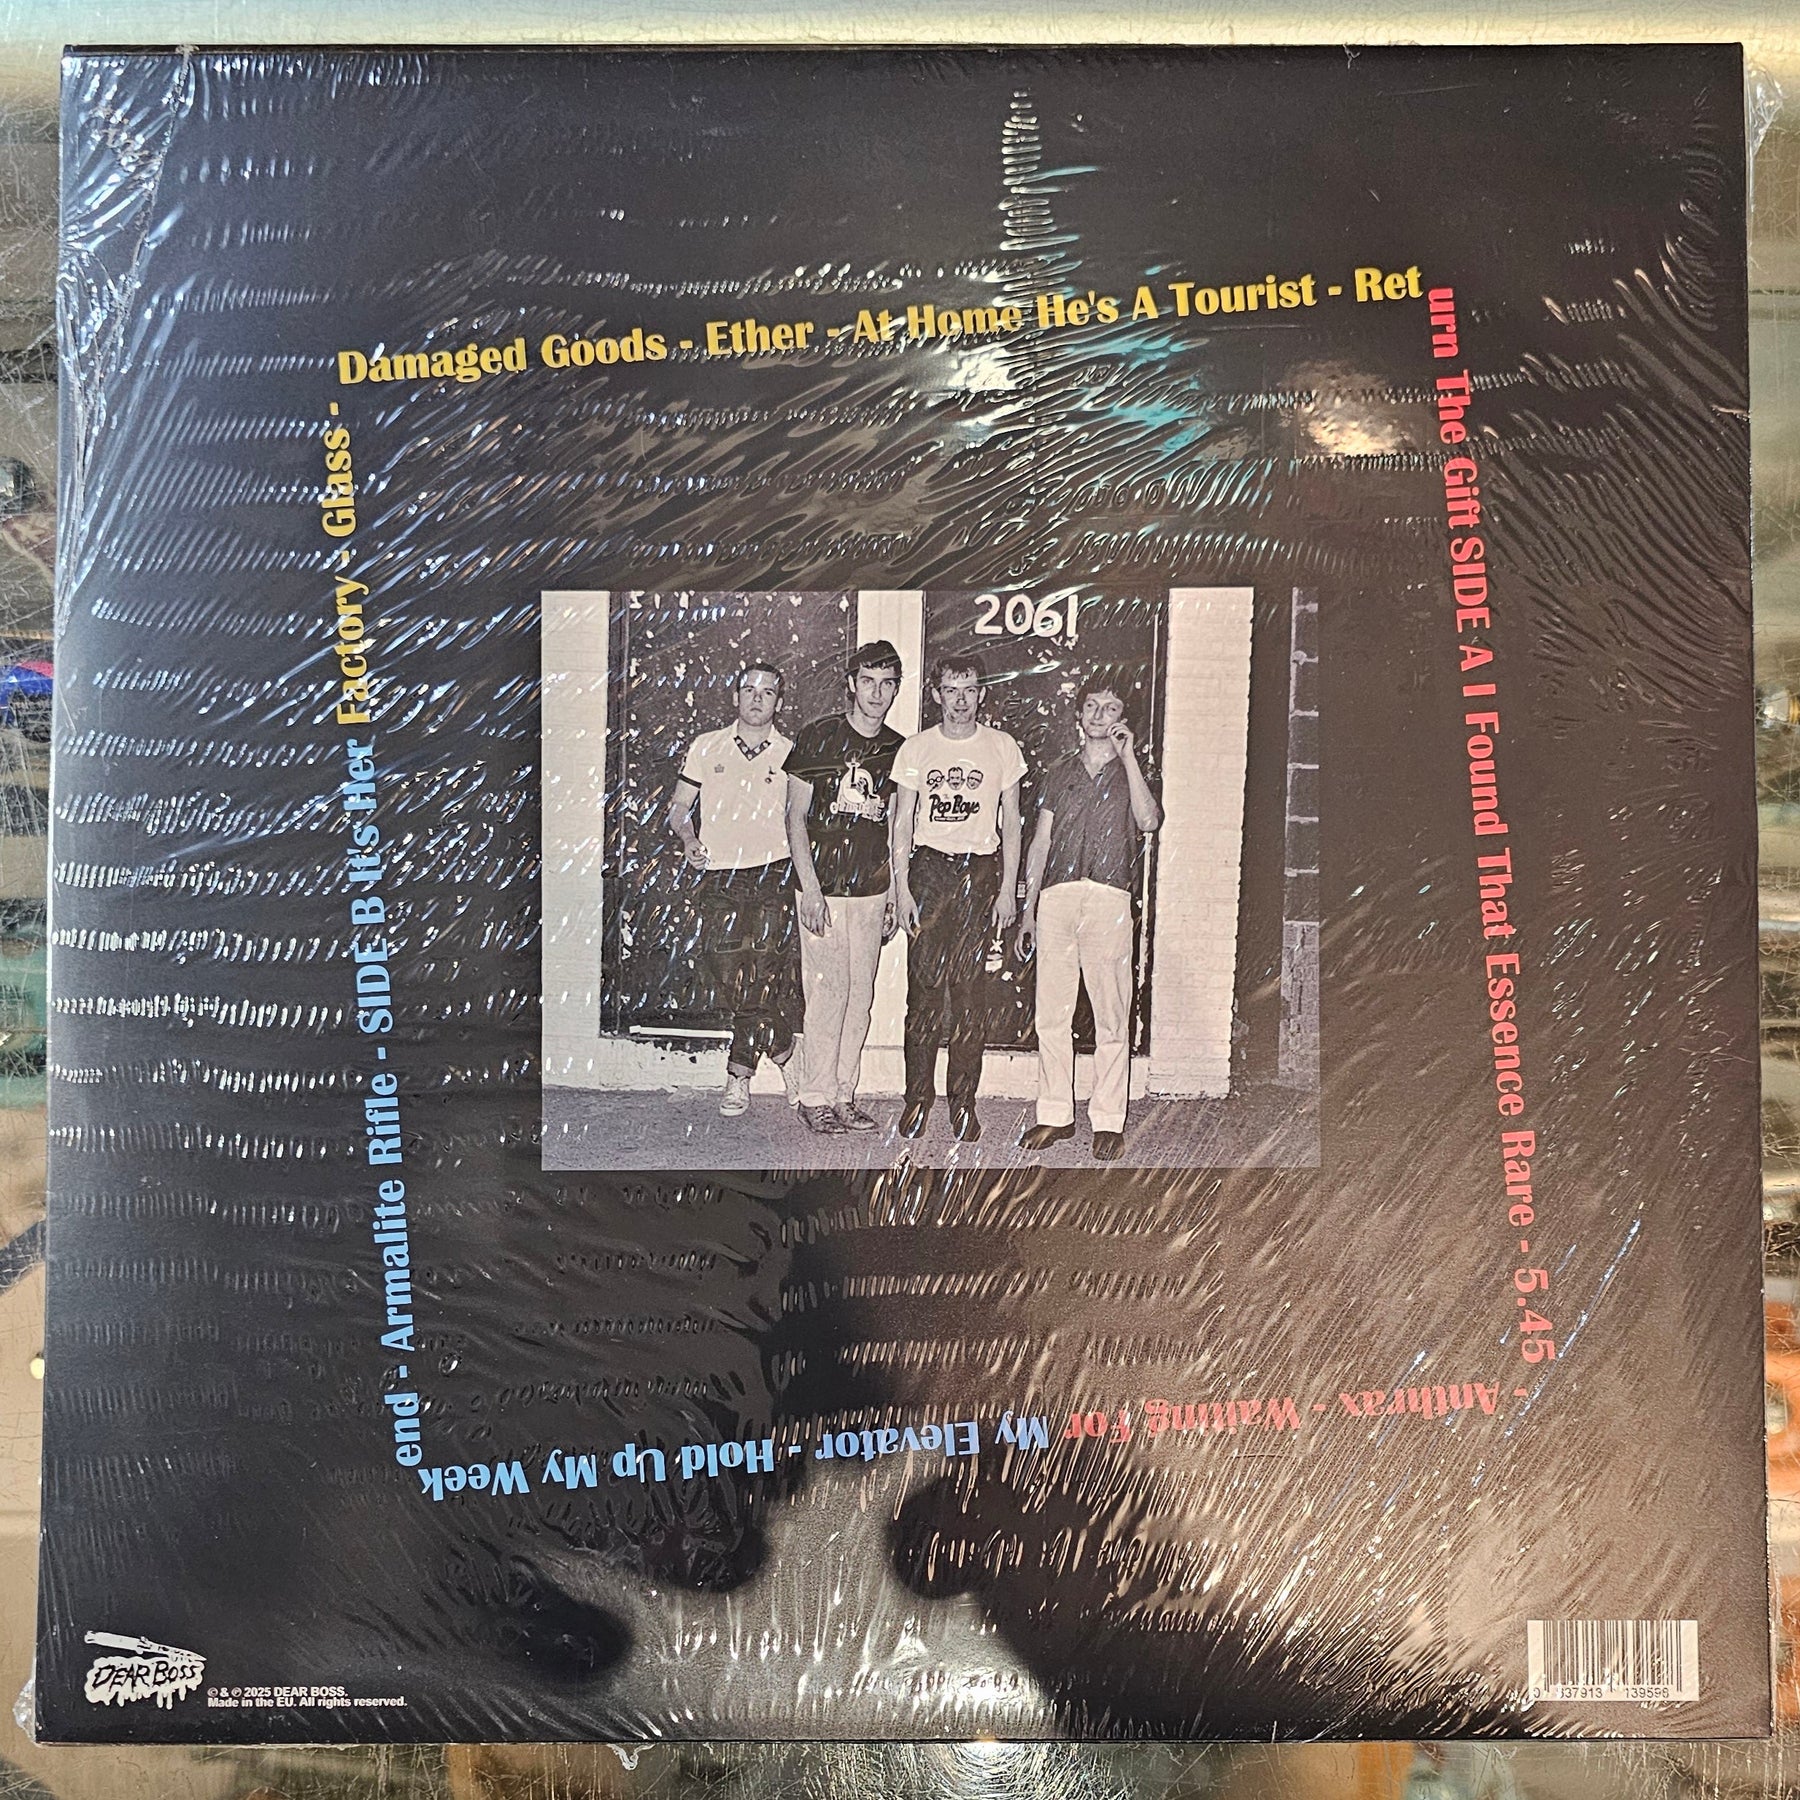 Damaged Goods - Ether - At Home He's A Tourist - Ret
urn The Gift SIDE A I Found That Essence Rare - 5.45
- Anthrax - Waiting For My Elevator - Hold Up My Week
end - Armalite Rifle - SIDE B It's Her Factory - Glass -
2061
Pep Boys
DEAR BOSS
© & ℗ 2025 DEAR BOSS.
Made in the EU. All rights reserved.
139596